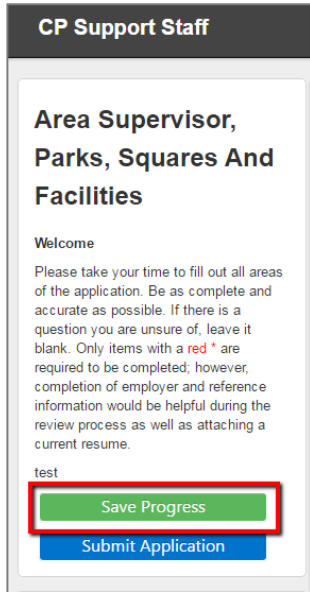 CP Support Staff
Area Supervisor,
Parks, Squares And
Facilities
Welcome
Please take your time to fill out all areas
of the application. Be as complete and
accurate as possible. If there is a
question you are unsure of, leave it
blank. Only items with a red * are
required to be completed; however,
completion of employer and reference
information would be helpful during the
review process as well as attaching a
current resume.
test
Save Progress
Submit Application